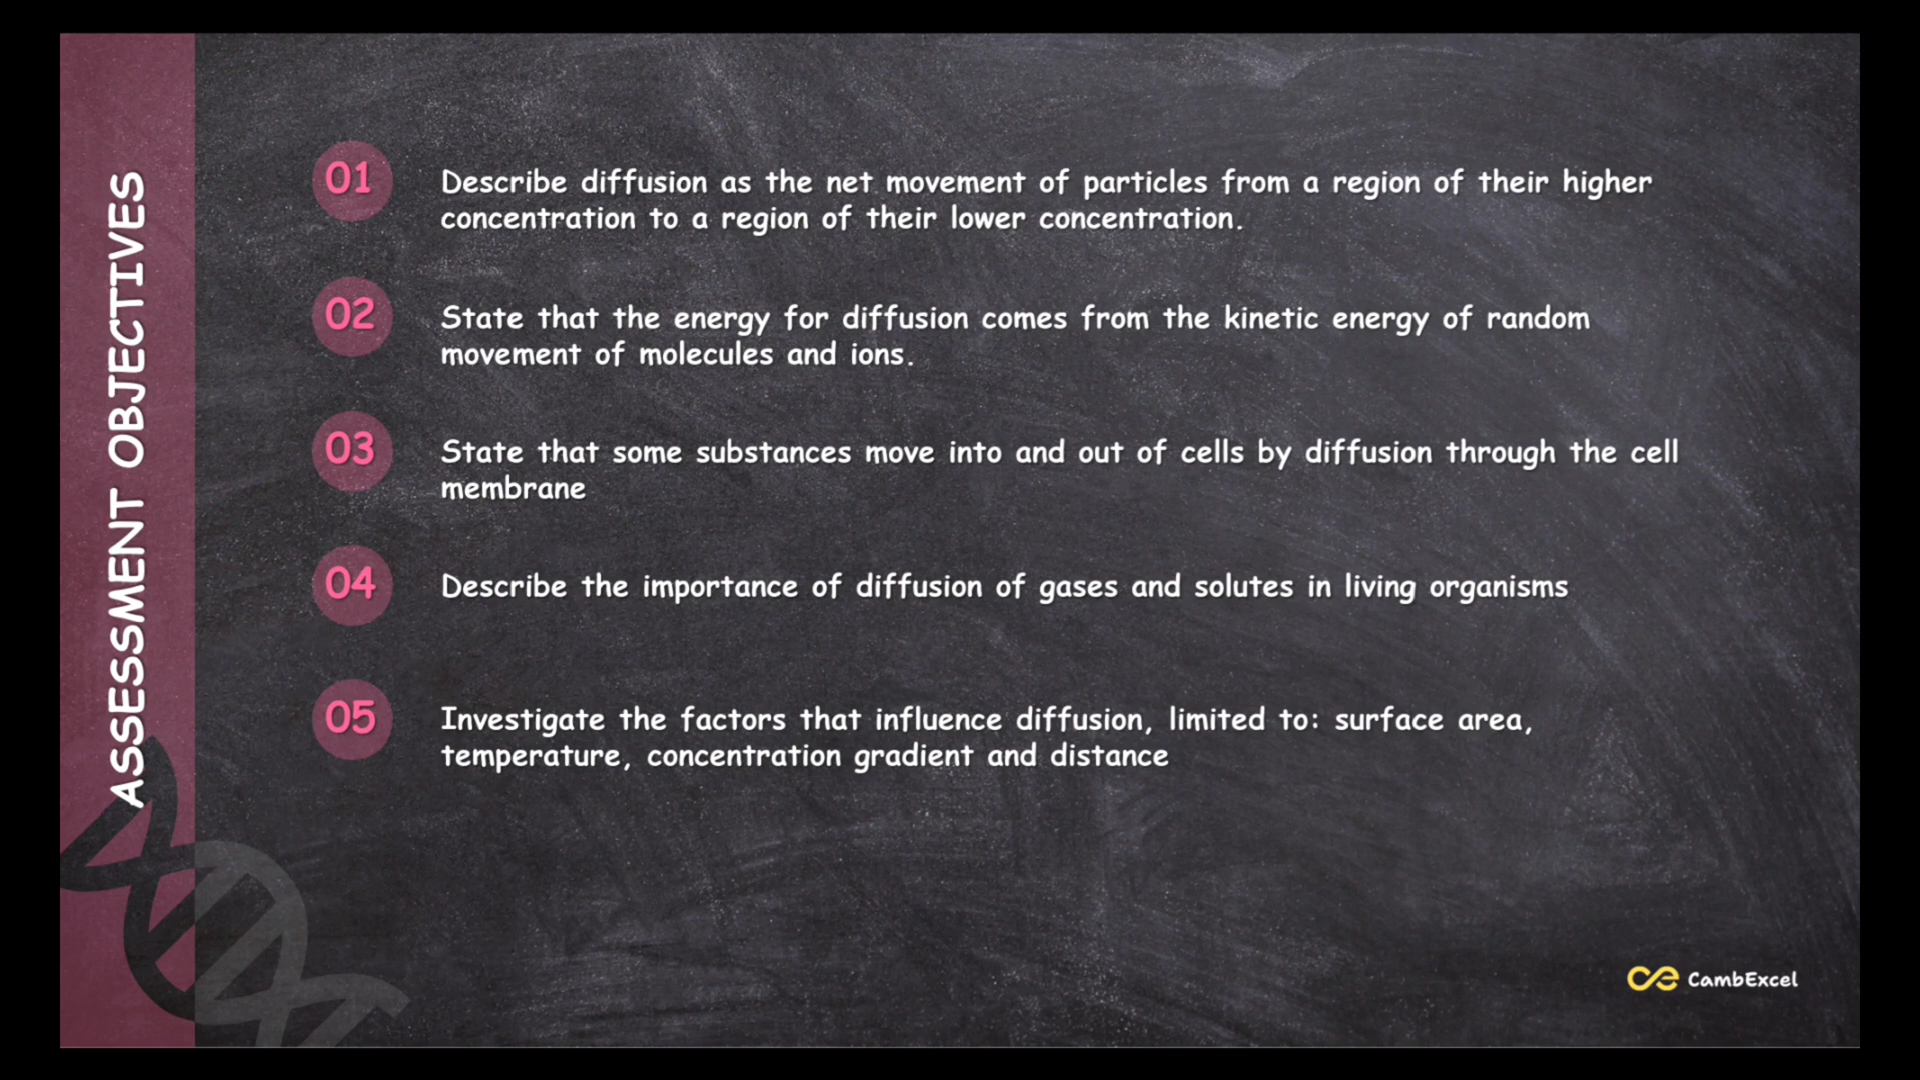 ASSESSMENT OBJECTIVES
01
Describe diffusion as the net movement of particles from a region of their higher
concentration to a region of their lower concentration.
02
State that the energy for diffusion comes from the kinetic energy of random
movement of molecules and ions.
03
State that some substances move into and out of cells by diffusion through the cell
membrane
04
Describe the importance of diffusion of gases and solutes in living organisms
05
Investigate the factors that influence diffusion, limited to: surface area,
temperature, concentration gradient and distance
CambExcel